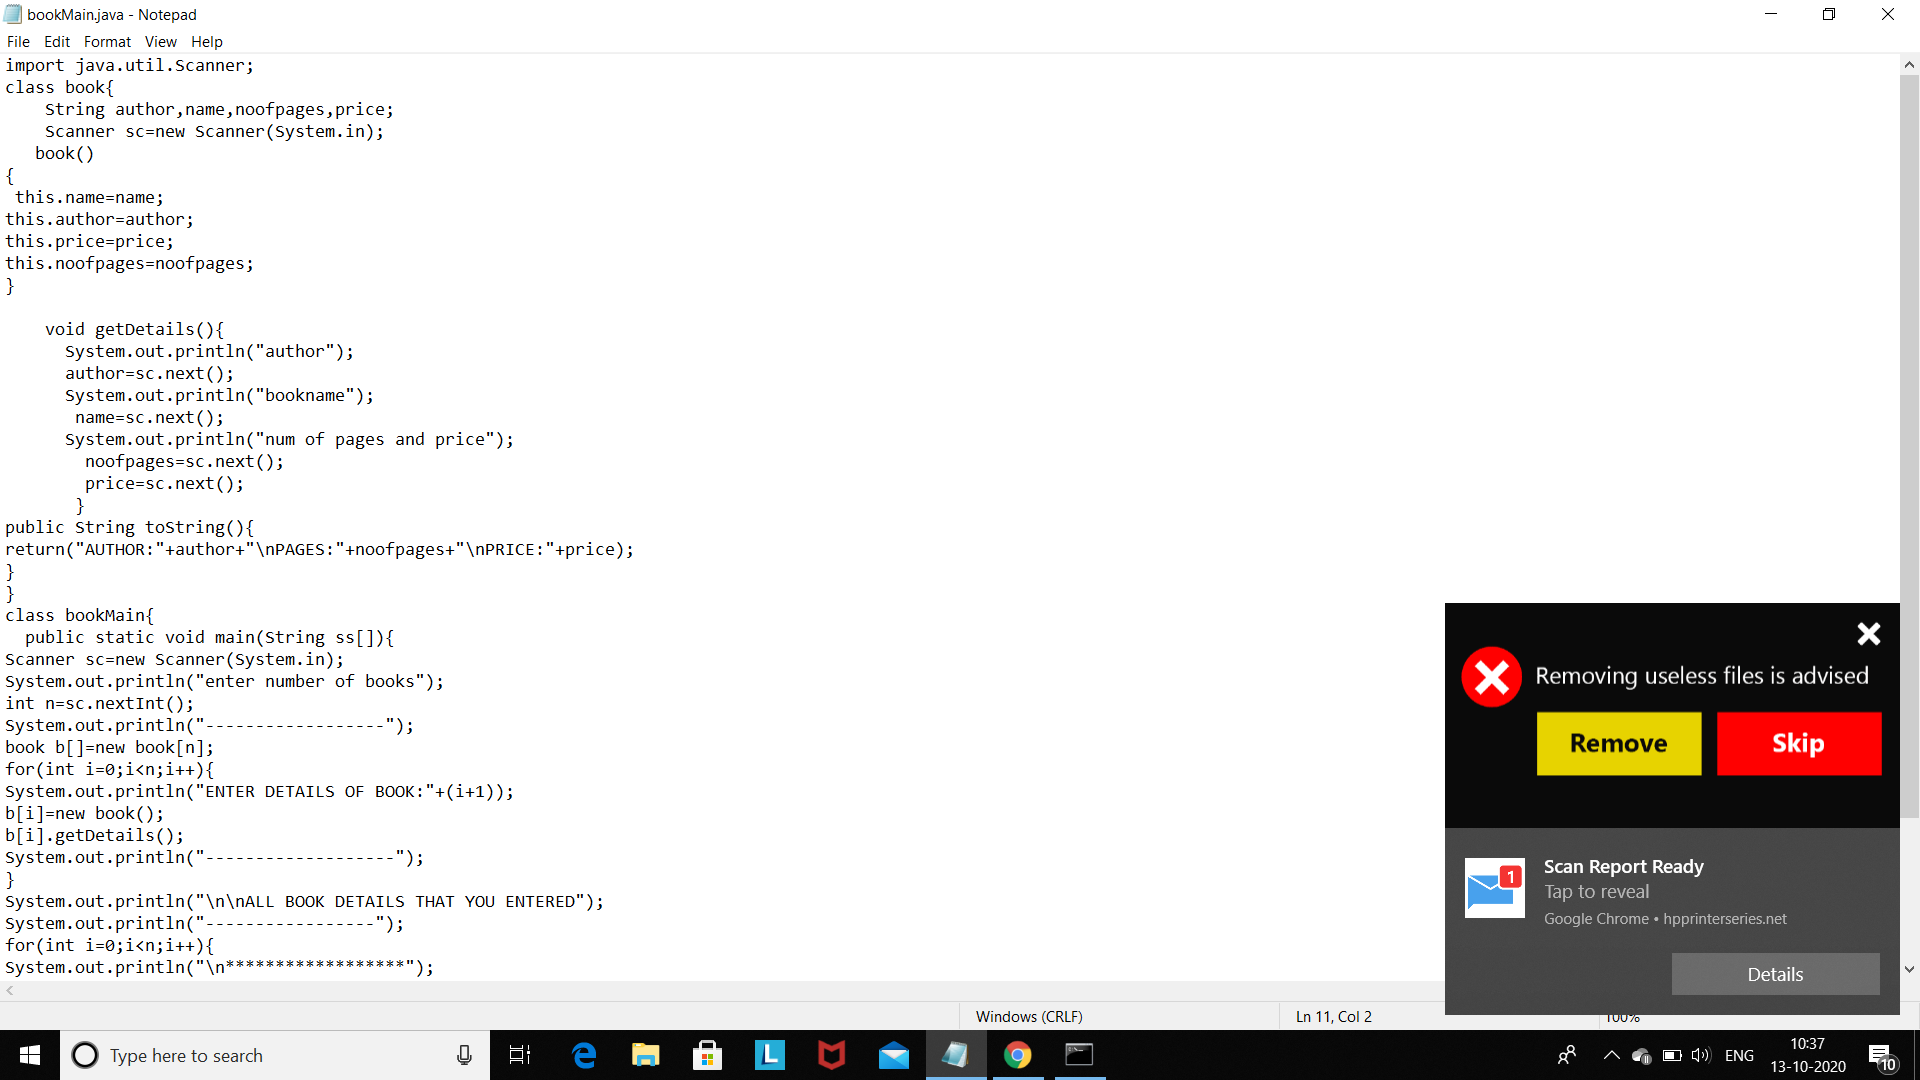 bookMain.java - Notepad
File Edit Format View Help
import java.util.Scanner;
class book{
    String author,name,noofpages,price;
    Scanner sc=new Scanner(System.in);
   book()
{
 this.name=name;
this.author=author;
this.price=price;
this.noofpages=noofpages;
}
    void getDetails(){
      System.out.println("author");
      author=sc.next();
      System.out.println("bookname");
       name=sc.next();
      System.out.println("num of pages and price");
        noofpages=sc.next();
        price=sc.next();
       }
public String toString(){
return("AUTHOR:"+author+"\nPAGES:"+noofpages+"\nPRICE:"+price);
}
}
class bookMain{
  public static void main(String ss[]){
Scanner sc=new Scanner(System.in);
System.out.println("enter number of books");
int n=sc.nextInt();
System.out.println("------------------");
book b[]=new book[n];
for(int i=0;i<n;i++){
System.out.println("ENTER DETAILS OF BOOK:"+(i+1));
b[i]=new book();
b[i].getDetails();
System.out.println("-------------------");
}
System.out.println("\n\nALL BOOK DETAILS THAT YOU ENTERED");
System.out.println("-----------------");
for(int i=0;i<n;i++){
System.out.println("\n******************");
Removing useless files is advised
Remove Skip
1
Scan Report Ready
Tap to reveal
Google Chrome • hpprinterseries.net
Details
Windows (CRLF) Ln 11, Col 2 100%
Type here to search
L
ENG
10:37
13-10-2020
10